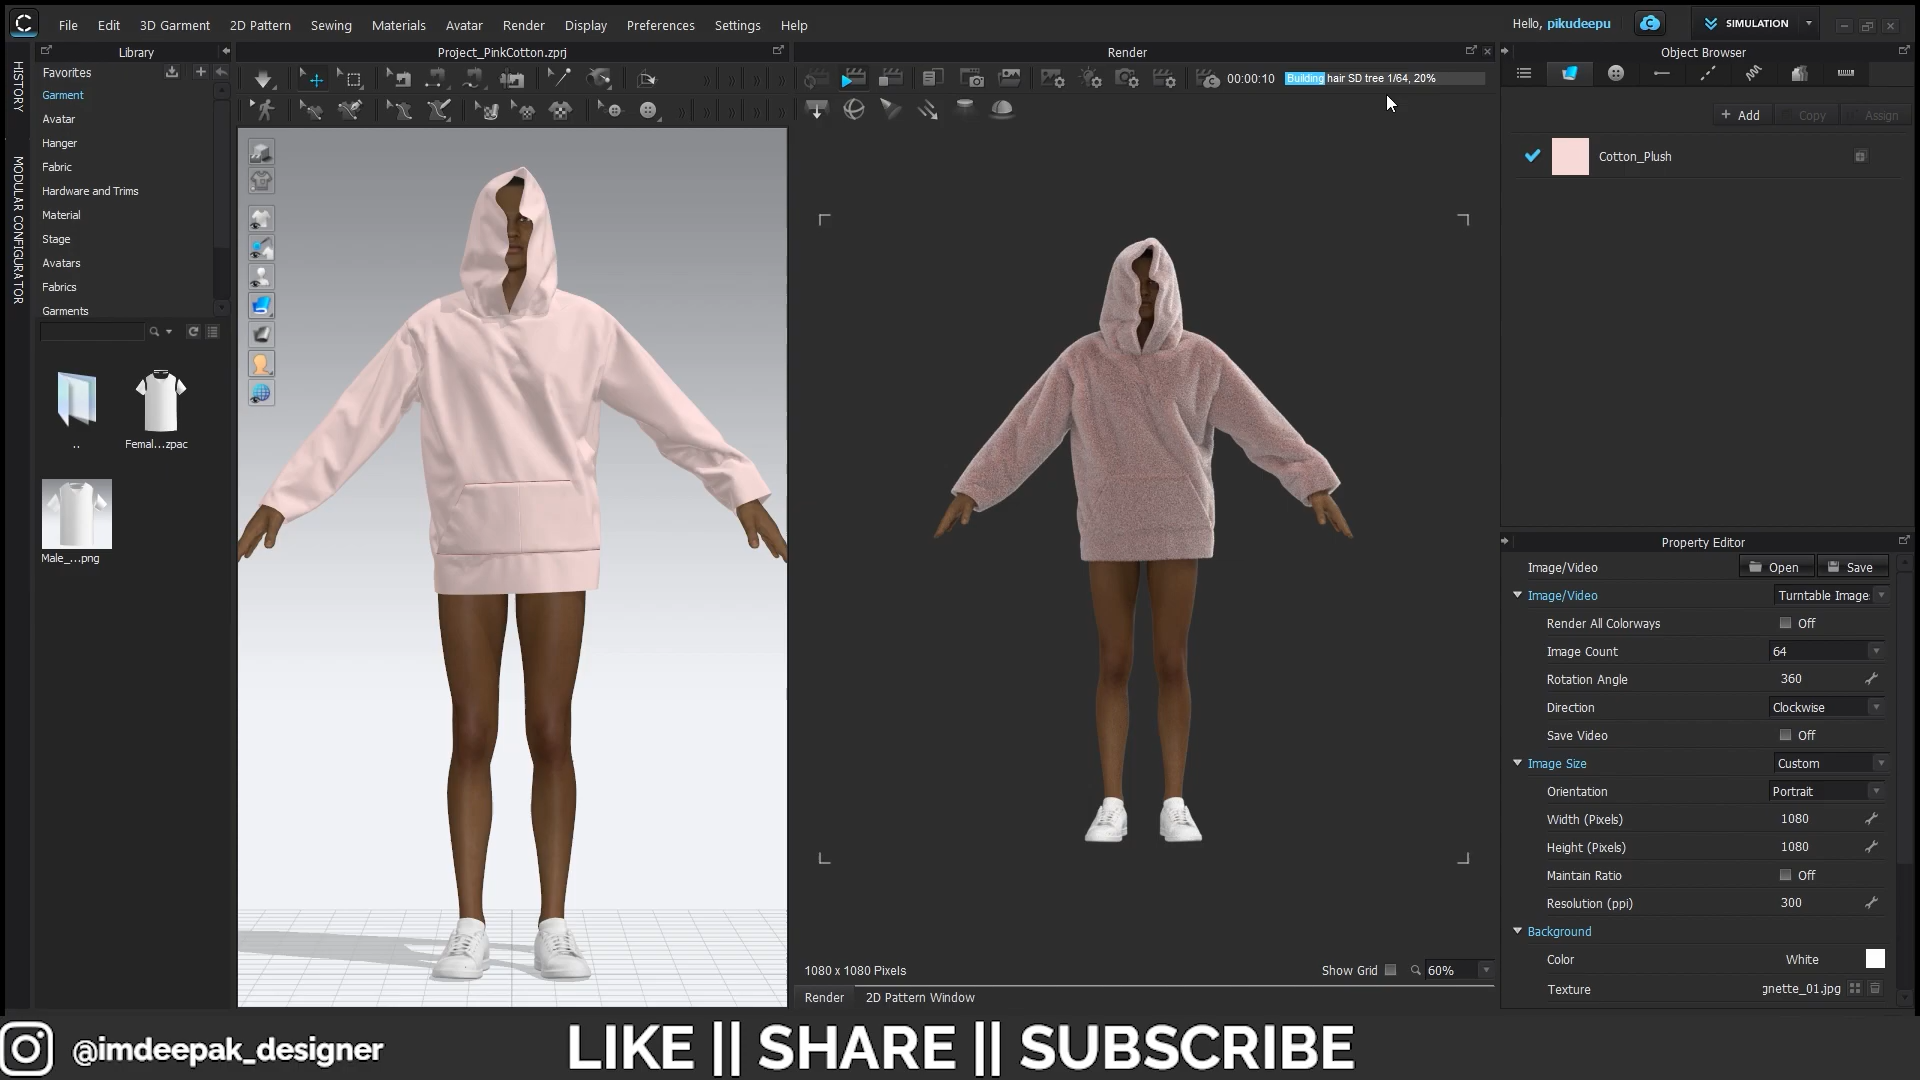 File Edit 3D Garment 2D Pattern Sewing Materials Avatar Render Display Preferences Settings Help
Hello, pikudeepu
SIMULATION
HISTORY
MODULAR CONFIGURATOR
Library
Favorites
Garment
Avatar
Hanger
Fabric
Hardware and Trims
Material
Stage
Avatars
Fabrics
Garments
..
Femal...zpac
Male_...png
Project_PinkCotton.zprj
Render
00:00:10 Building hair SD tree 1/64, 20%
1080 x 1080 Pixels
Show Grid
60%
Render 2D Pattern Window
Object Browser
+ Add Copy Assign
Cotton_Plush
Property Editor
Image/Video Open Save
Image/Video Turntable Image
Render All Colorways Off
Image Count 64
Rotation Angle 360
Direction Clockwise
Save Video Off
Image Size Custom
Orientation Portrait
Width (Pixels) 1080
Height (Pixels) 1080
Maintain Ratio Off
Resolution (ppi) 300
Background
Color White
Texture gnette_01.jpg
@imdeepak_designer
LIKE || SHARE || SUBSCRIBE